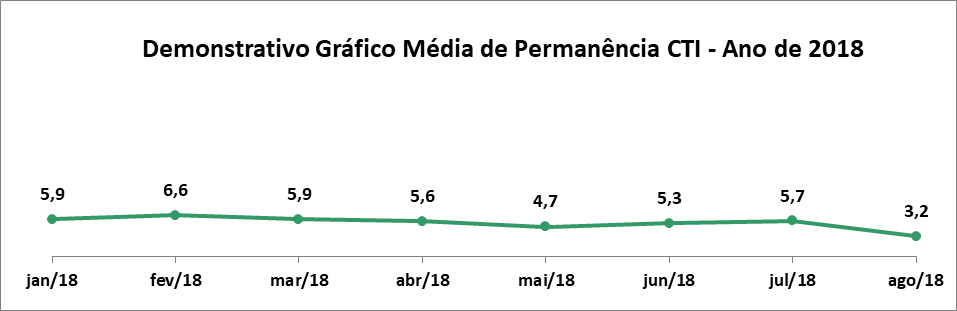 Demonstrativo Gráfico Média de Permanência CTI - Ano de 2018
5,9 6,6 5,9 5,6 4,7 5,3 5,7 3,2
jan/18 fev/18 mar/18 abr/18 mai/18 jun/18 jul/18 ago/18